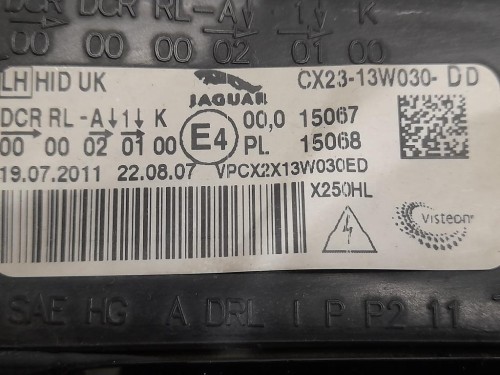 DCR DCR RL-A↓1↓ K
00 00 00 02 01 00
LH HID UK JAGUAR CX23-13W030-DD
DCR RL-A↓1↓ K E4 00,0 15067
00 00 02 01 00 PL 15068
19.07.2011 22.08.07 VPCX2X13W030ED
X250HL
Visteon
SAE HG A DRL I P P2 11